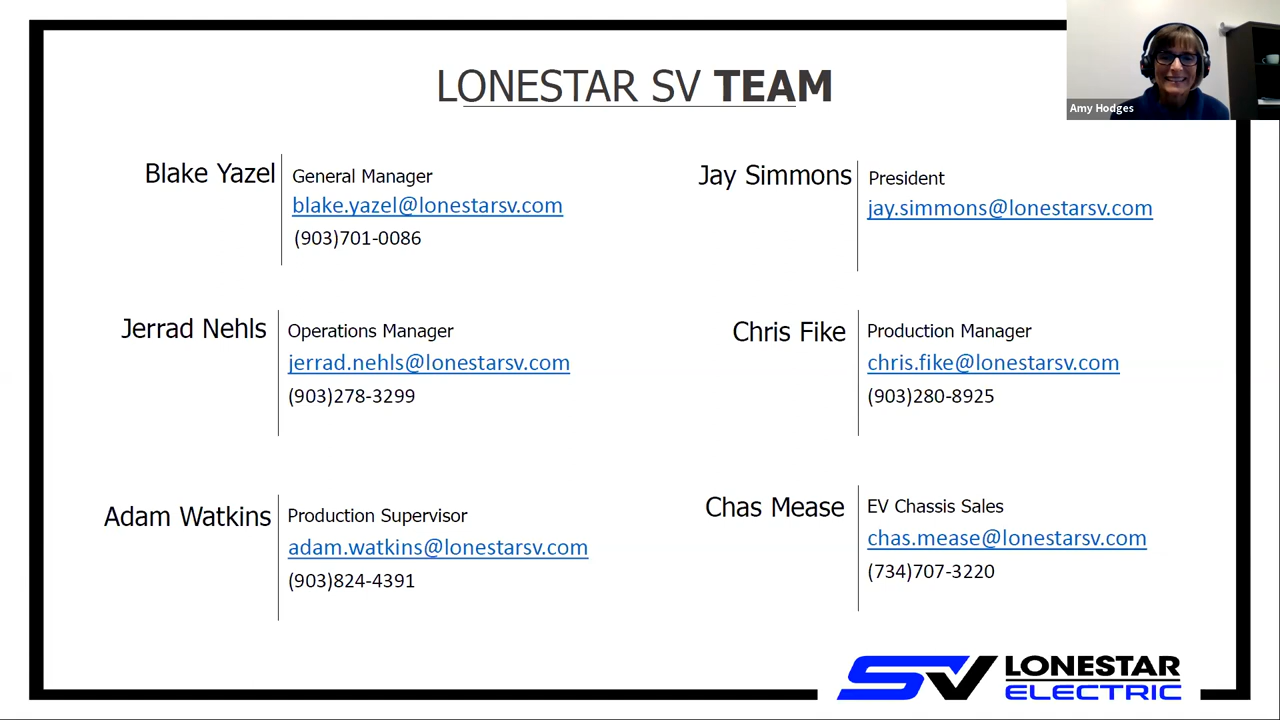 LONESTAR SV TEAM
Amy Hodges
Blake Yazel
General Manager
blake.yazel@lonestarsv.com
(903)701-0086
Jay Simmons
President
jay.simmons@lonestarsv.com
Jerrad Nehls
Operations Manager
jerrad.nehls@lonestarsv.com
(903)278-3299
Chris Fike
Production Manager
chris.fike@lonestarsv.com
(903)280-8925
Adam Watkins
Production Supervisor
adam.watkins@lonestarsv.com
(903)824-4391
Chas Mease
EV Chassis Sales
chas.mease@lonestarsv.com
(734)707-3220
SV LONESTAR
ELECTRIC